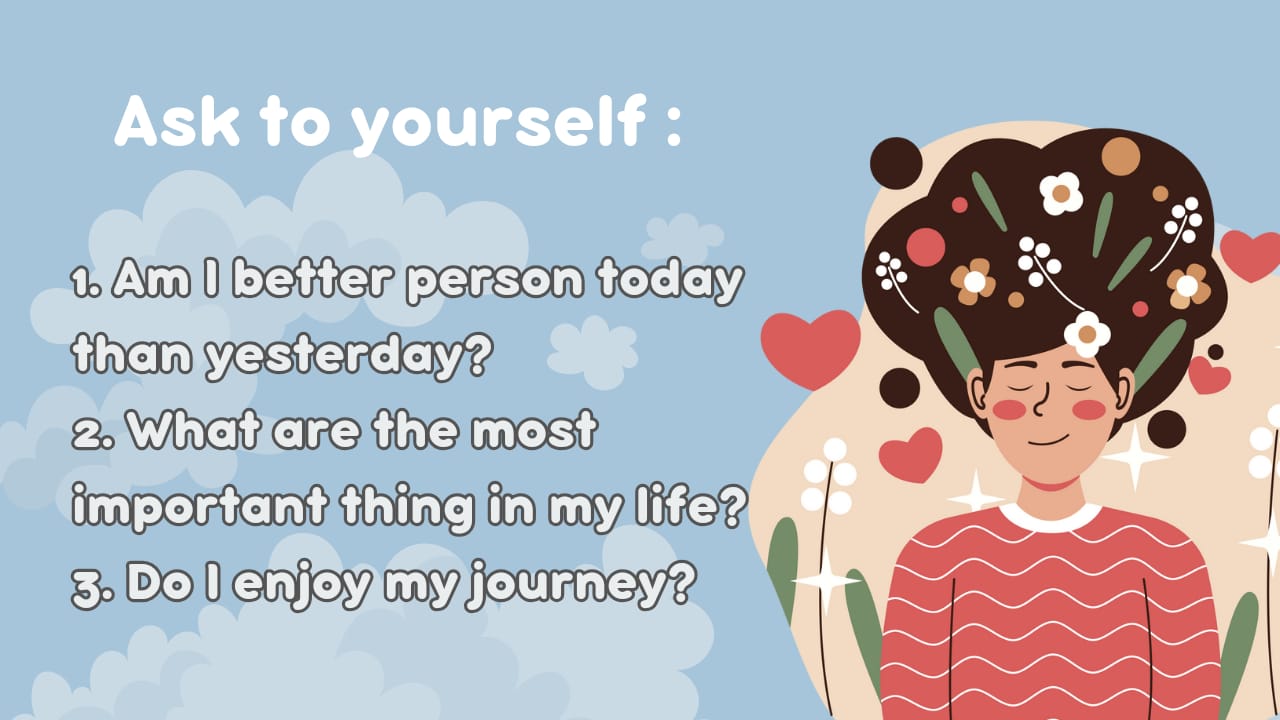 Ask to yourself :
1. Am I better person today
than yesterday?
2. What are the most
important thing in my life?
3. Do I enjoy my journey?